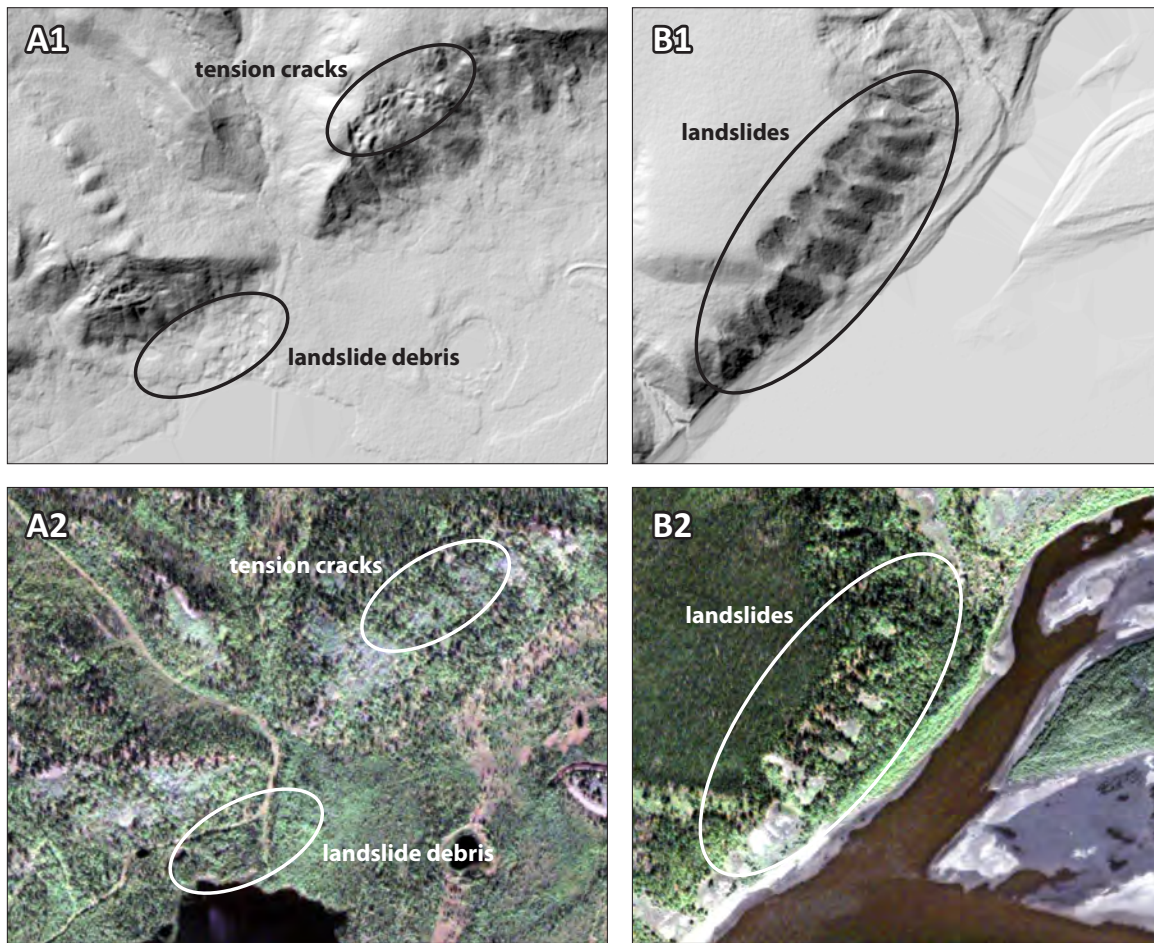 A1
tension cracks
landslide debris
B1
landslides
A2
tension cracks
landslide debris
B2
landslides